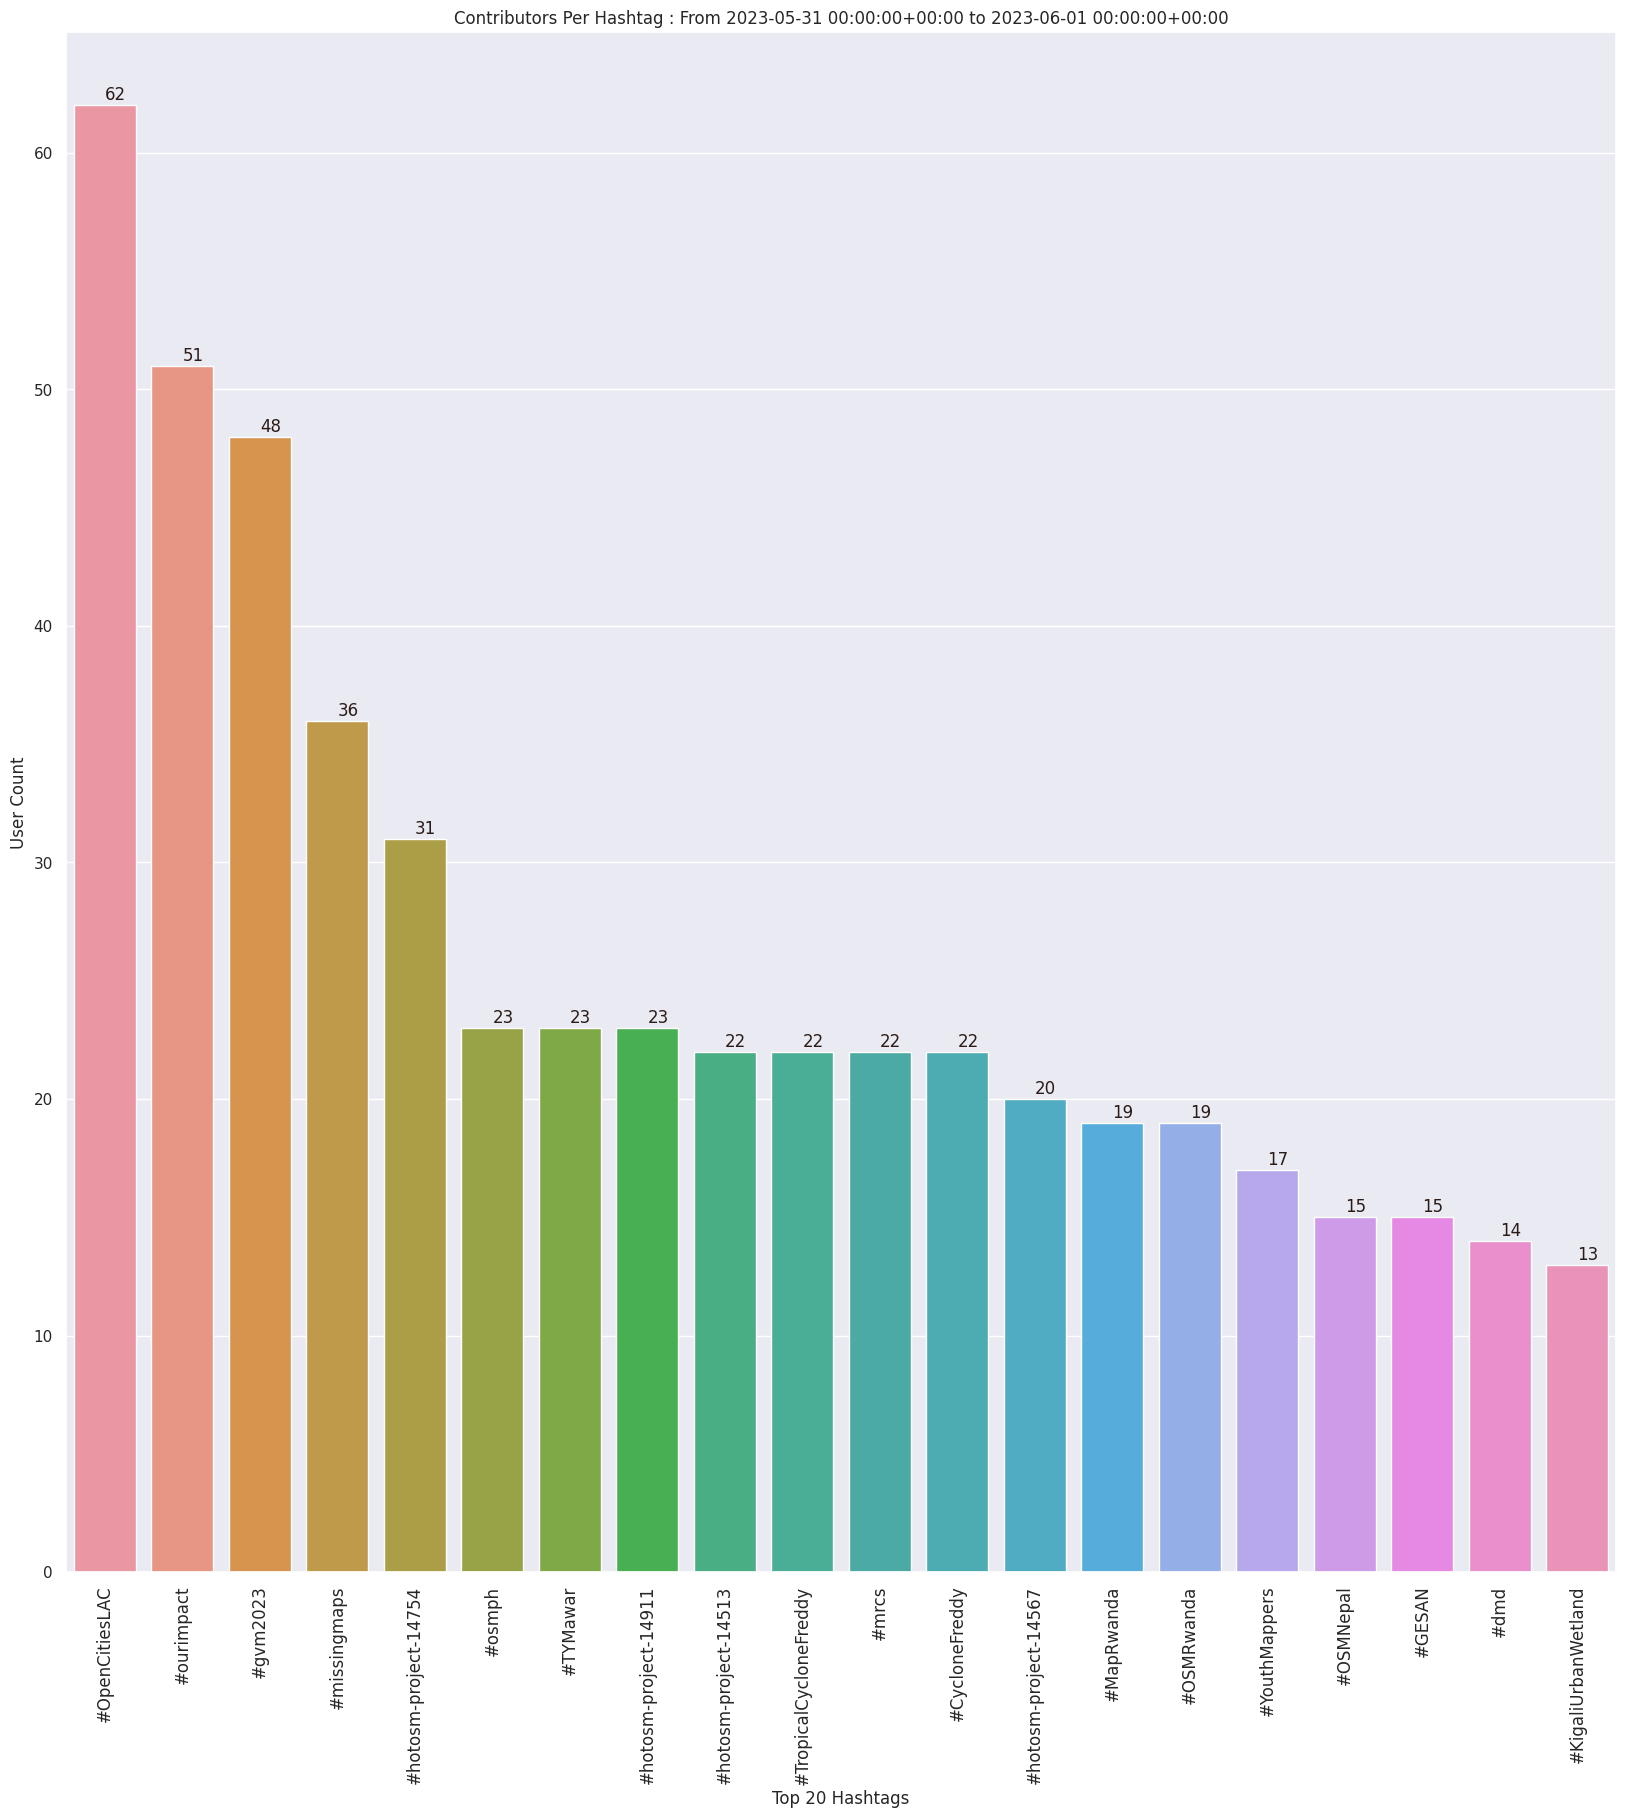 Contributors Per Hashtag : From 2023-05-31 00:00:00+00:00 to 2023-06-01 00:00:00+00:00
User Count
60
50
40
30
20
10
0
62
51
48
36
31
23
23
23
22
22
22
22
20
19
19
17
15
15
14
13
#OpenCitiesLAC
#ourimpact
#gvm2023
#missingmaps
#hotosm-project-14754
#osmph
#TYMawar
#hotosm-project-14911
#hotosm-project-14513
#TropicalCycloneFreddy
#mrcs
#CycloneFreddy
#hotosm-project-14567
#MapRwanda
#OSMRwanda
#YouthMappers
#OSMNepal
#GESAN
#dmd
#KigaliUrbanWetland
Top 20 Hashtags